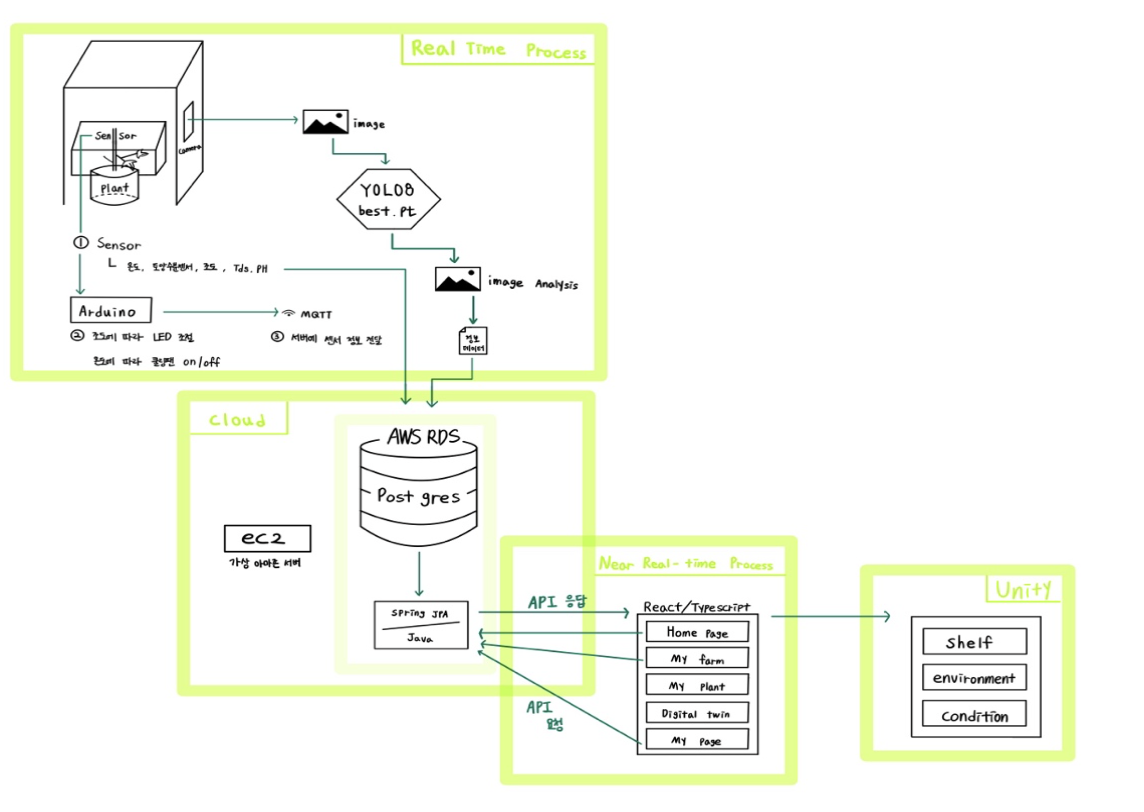 Real Time Process
Sensor
Camera
Plant
image
YOLO8
best.pt
① Sensor
└ 온도, 토양수분센서, 조도, Tds, PH
image Analysis
Arduino
MQTT
② 조도에 따라 LED 조절
온도에 따라 쿨링팬 on/off
③ 서버에 센서 정보 전달
정보
데이터
Cloud
AWS RDS
Postgres
ec2
가상 아마존 서버
Spring JPA
Java
API 응답
API
요청
Near Real-time Process
React/Typescript
Home Page
My farm
My Plant
Digital twin
My Page
Unity
Shelf
environment
Condition